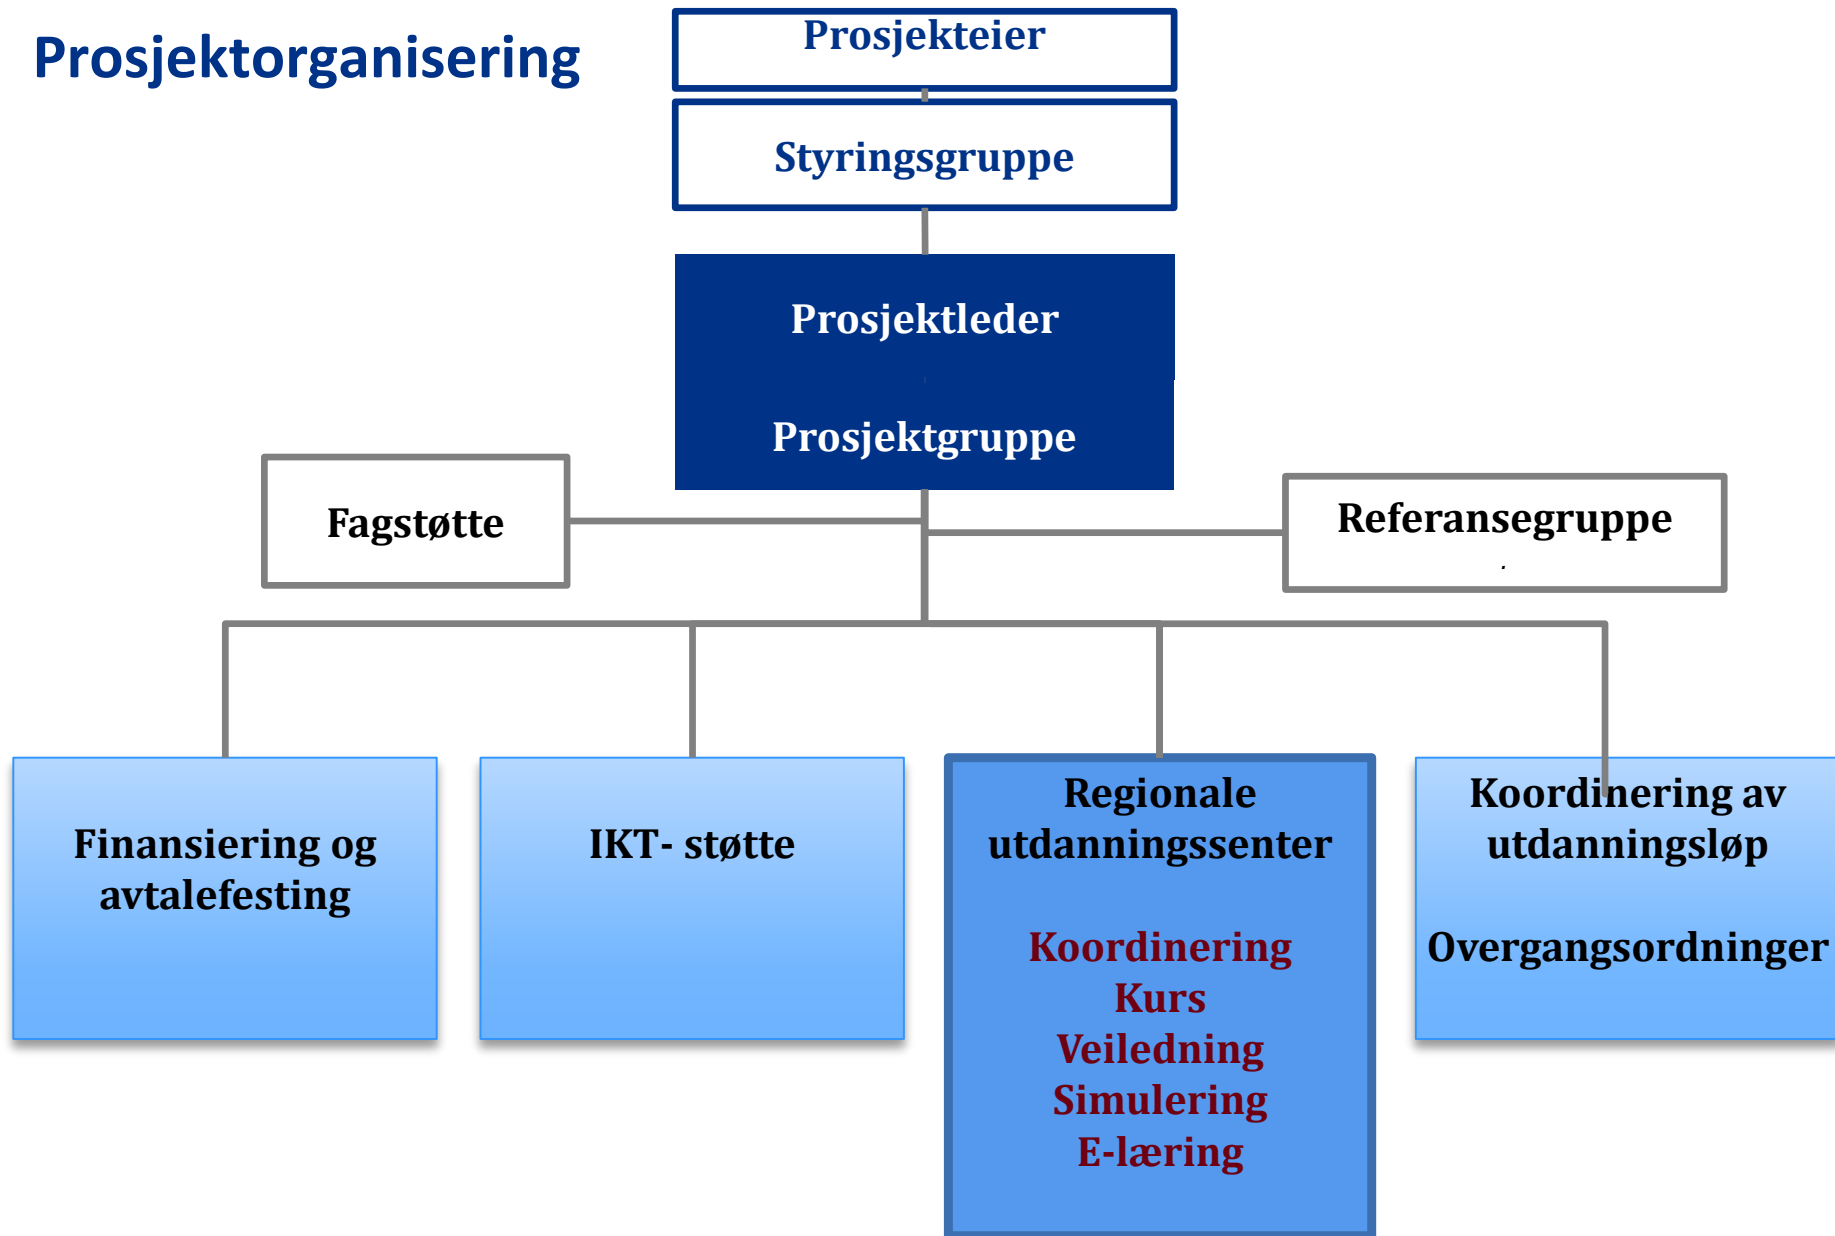 Prosjektorganisering
Prosjekteier
Styringsgruppe
Prosjektleder
Prosjektgruppe
Fagstøtte
Referansegruppe
.
Finansiering og
avtalefesting
IKT- støtte
Regionale
utdanningssenter
Koordinering
Kurs
Veiledning
Simulering
E-læring
Koordinering av
utdanningsløp
Overgangsordninger